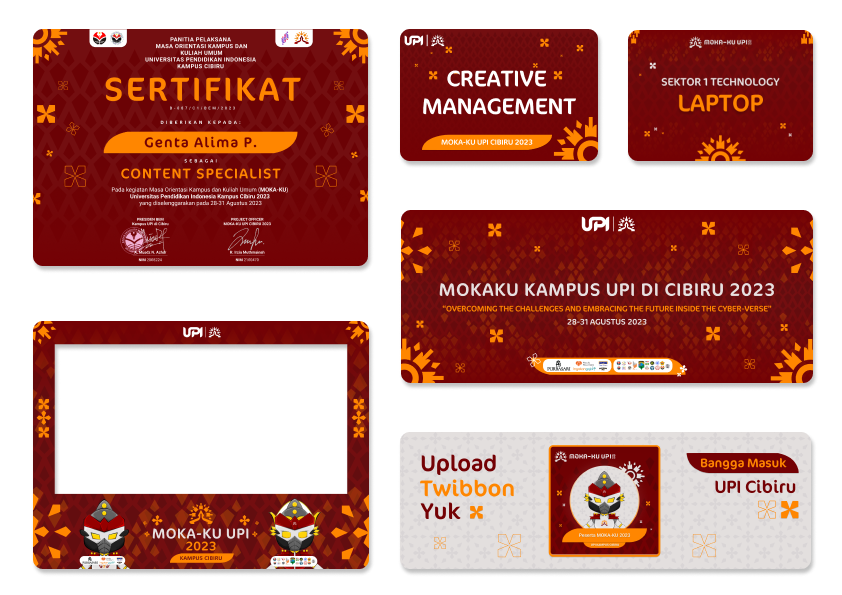 PANITIA PELAKSANA
MASA ORIENTASI KAMPUS DAN
KULIAH UMUM
UNIVERSITAS PENDIDIKAN INDONESIA
KAMPUS CIBIRU
SERTIFIKAT
DIBERIKAN KEPADA:
Genta Alima P.
SEBAGAI
CONTENT SPECIALIST
Pada kegiatan Masa Orientasi Kampus dan Kuliah Umum (MOKA-KU)
Universitas Pendidikan Indonesia Kampus Cibiru 2023
yang diselenggarakan pada 28-31 Agustus 2023
PRESIDEN BEM
Kampus UPI di Cibiru
PROJECT OFFICER
MOKA-KU UPI CIBIRU 2023
NIM
NIM
UPI
CREATIVE
MANAGEMENT
MOKA-KU UPI CIBIRU 2023
MOKA-KU UPI
SEKTOR 1 TECHNOLOGY
LAPTOP
UPI
MOKAKU KAMPUS UPI DI CIBIRU 2023
"OVERCOMING THE CHALLENGES AND EMBRACING THE FUTURE INSIDE THE CYBER-VERSE"
28-31 AGUSTUS 2023
PURBASARI
UPI
MOKA-KU UPI
2023
KAMPUS CIBIRU
Upload
Twibbon
Yuk
MOKA-KU UPI
Peserta MOKA-KU 2023
Bangga Masuk
UPI Cibiru